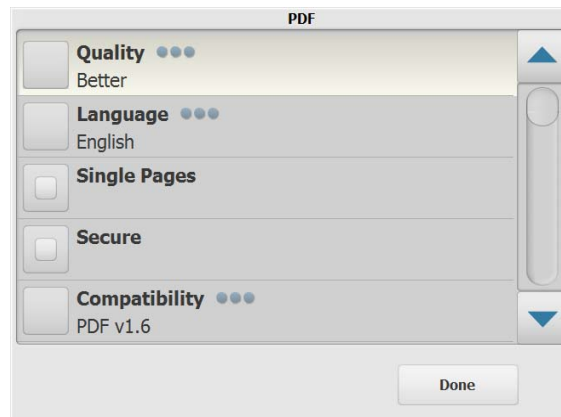 PDF
Quality
Better
Language
English
Single Pages
Secure
Compatibility
PDF v1.6
Done